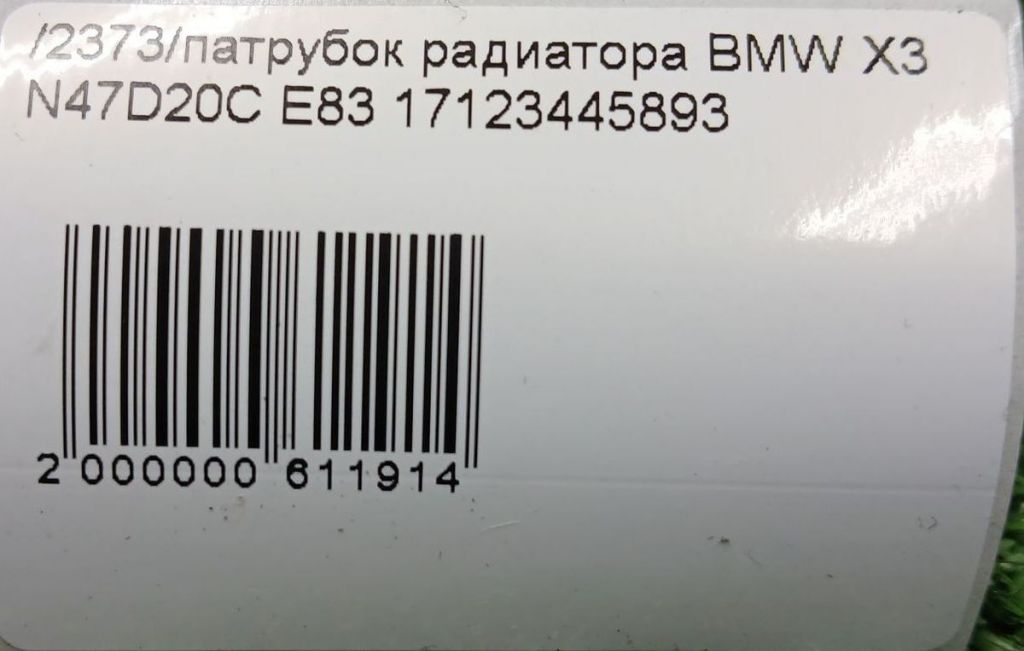 /2373/патрубок радиатора BMW X3
N47D20C E83 17123445893
2 000000 611914